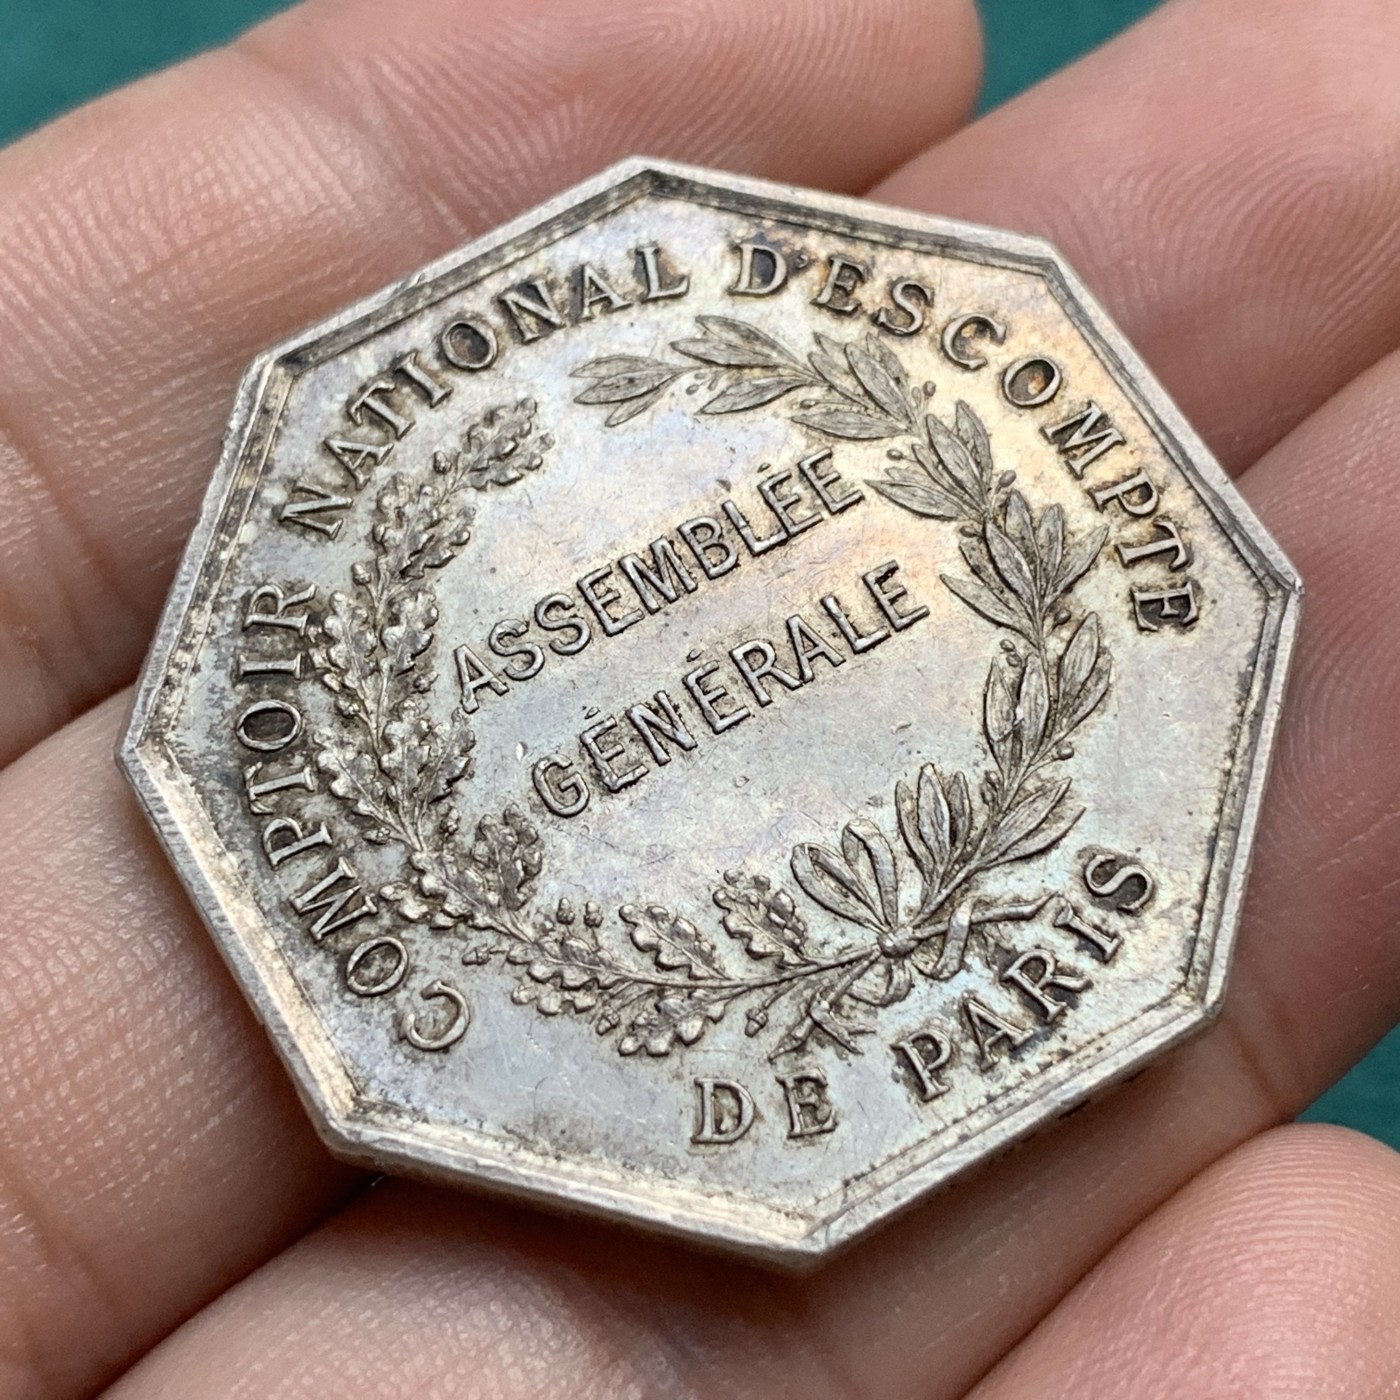 COMPTOIR NATIONAL D'ESCOMPTE
DE PARIS
ASSEMBLÉE
GÉNÉRALE